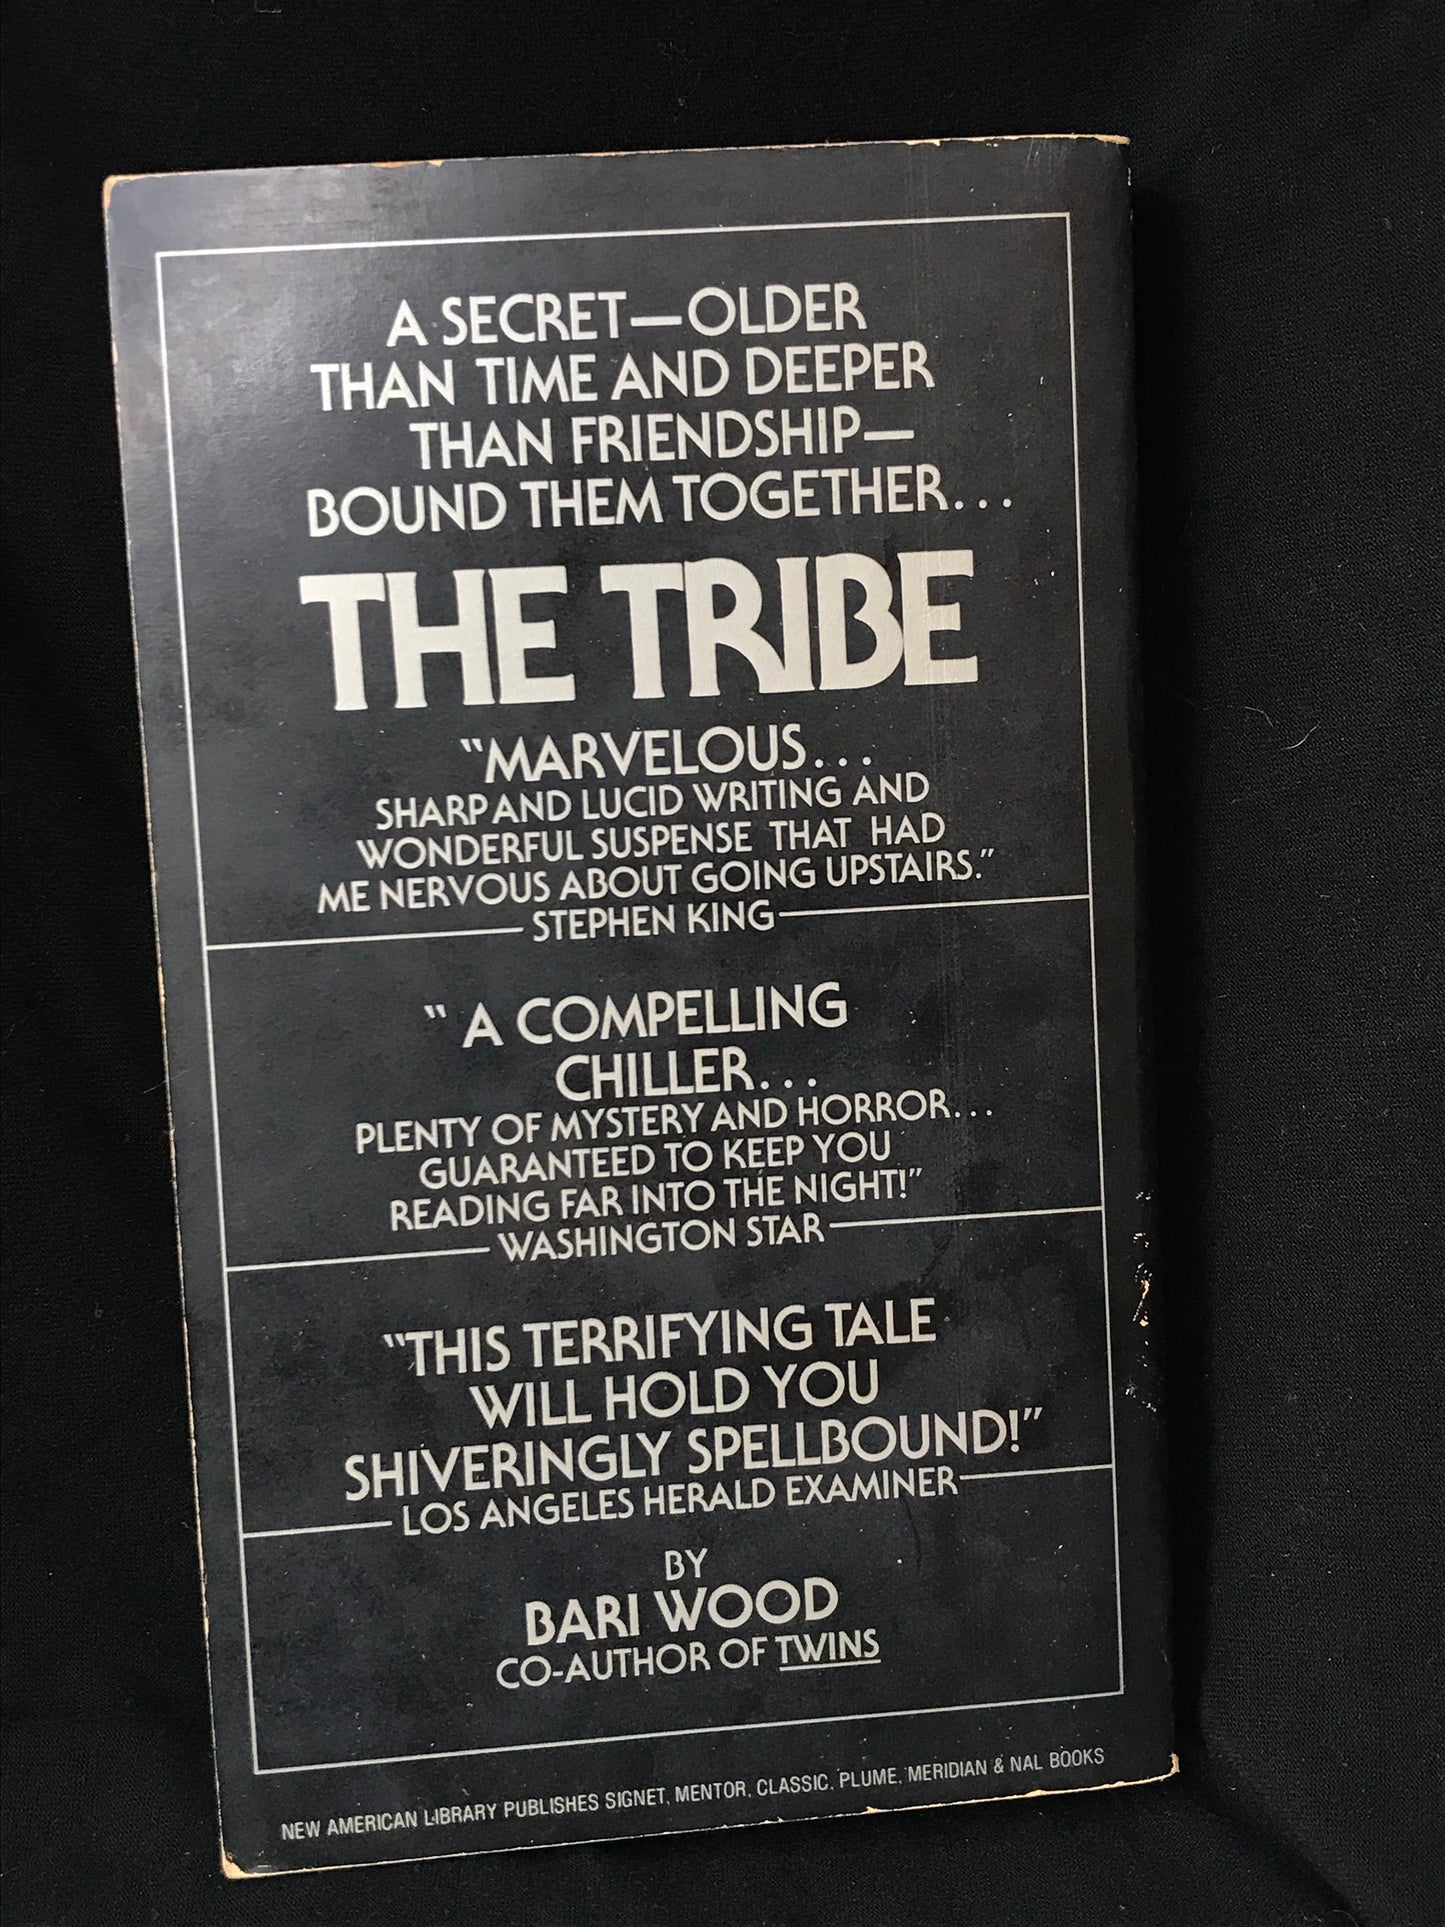 A SECRET—OLDER
THAN TIME AND DEEPER
THAN FRIENDSHIP—
BOUND THEM TOGETHER...
THE TRIBE
"MARVELOUS...
SHARP AND LUCID WRITING AND
WONDERFUL SUSPENSE THAT HAD
ME NERVOUS ABOUT GOING UPSTAIRS."
STEPHEN KING
"A COMPELLING
CHILLER...
PLENTY OF MYSTERY AND HORROR...
GUARANTEED TO KEEP YOU
READING FAR INTO THE NIGHT!"
WASHINGTON STAR
"THIS TERRIFYING TALE
WILL HOLD YOU
SHIVERINGLY SPELLBOUND!"
LOS ANGELES HERALD EXAMINER
BY
BARI WOOD
CO-AUTHOR OF TWINS
NEW AMERICAN LIBRARY PUBLISHES SIGNET, MENTOR, CLASSIC, PLUME, MERIDIAN & NAL BOOKS